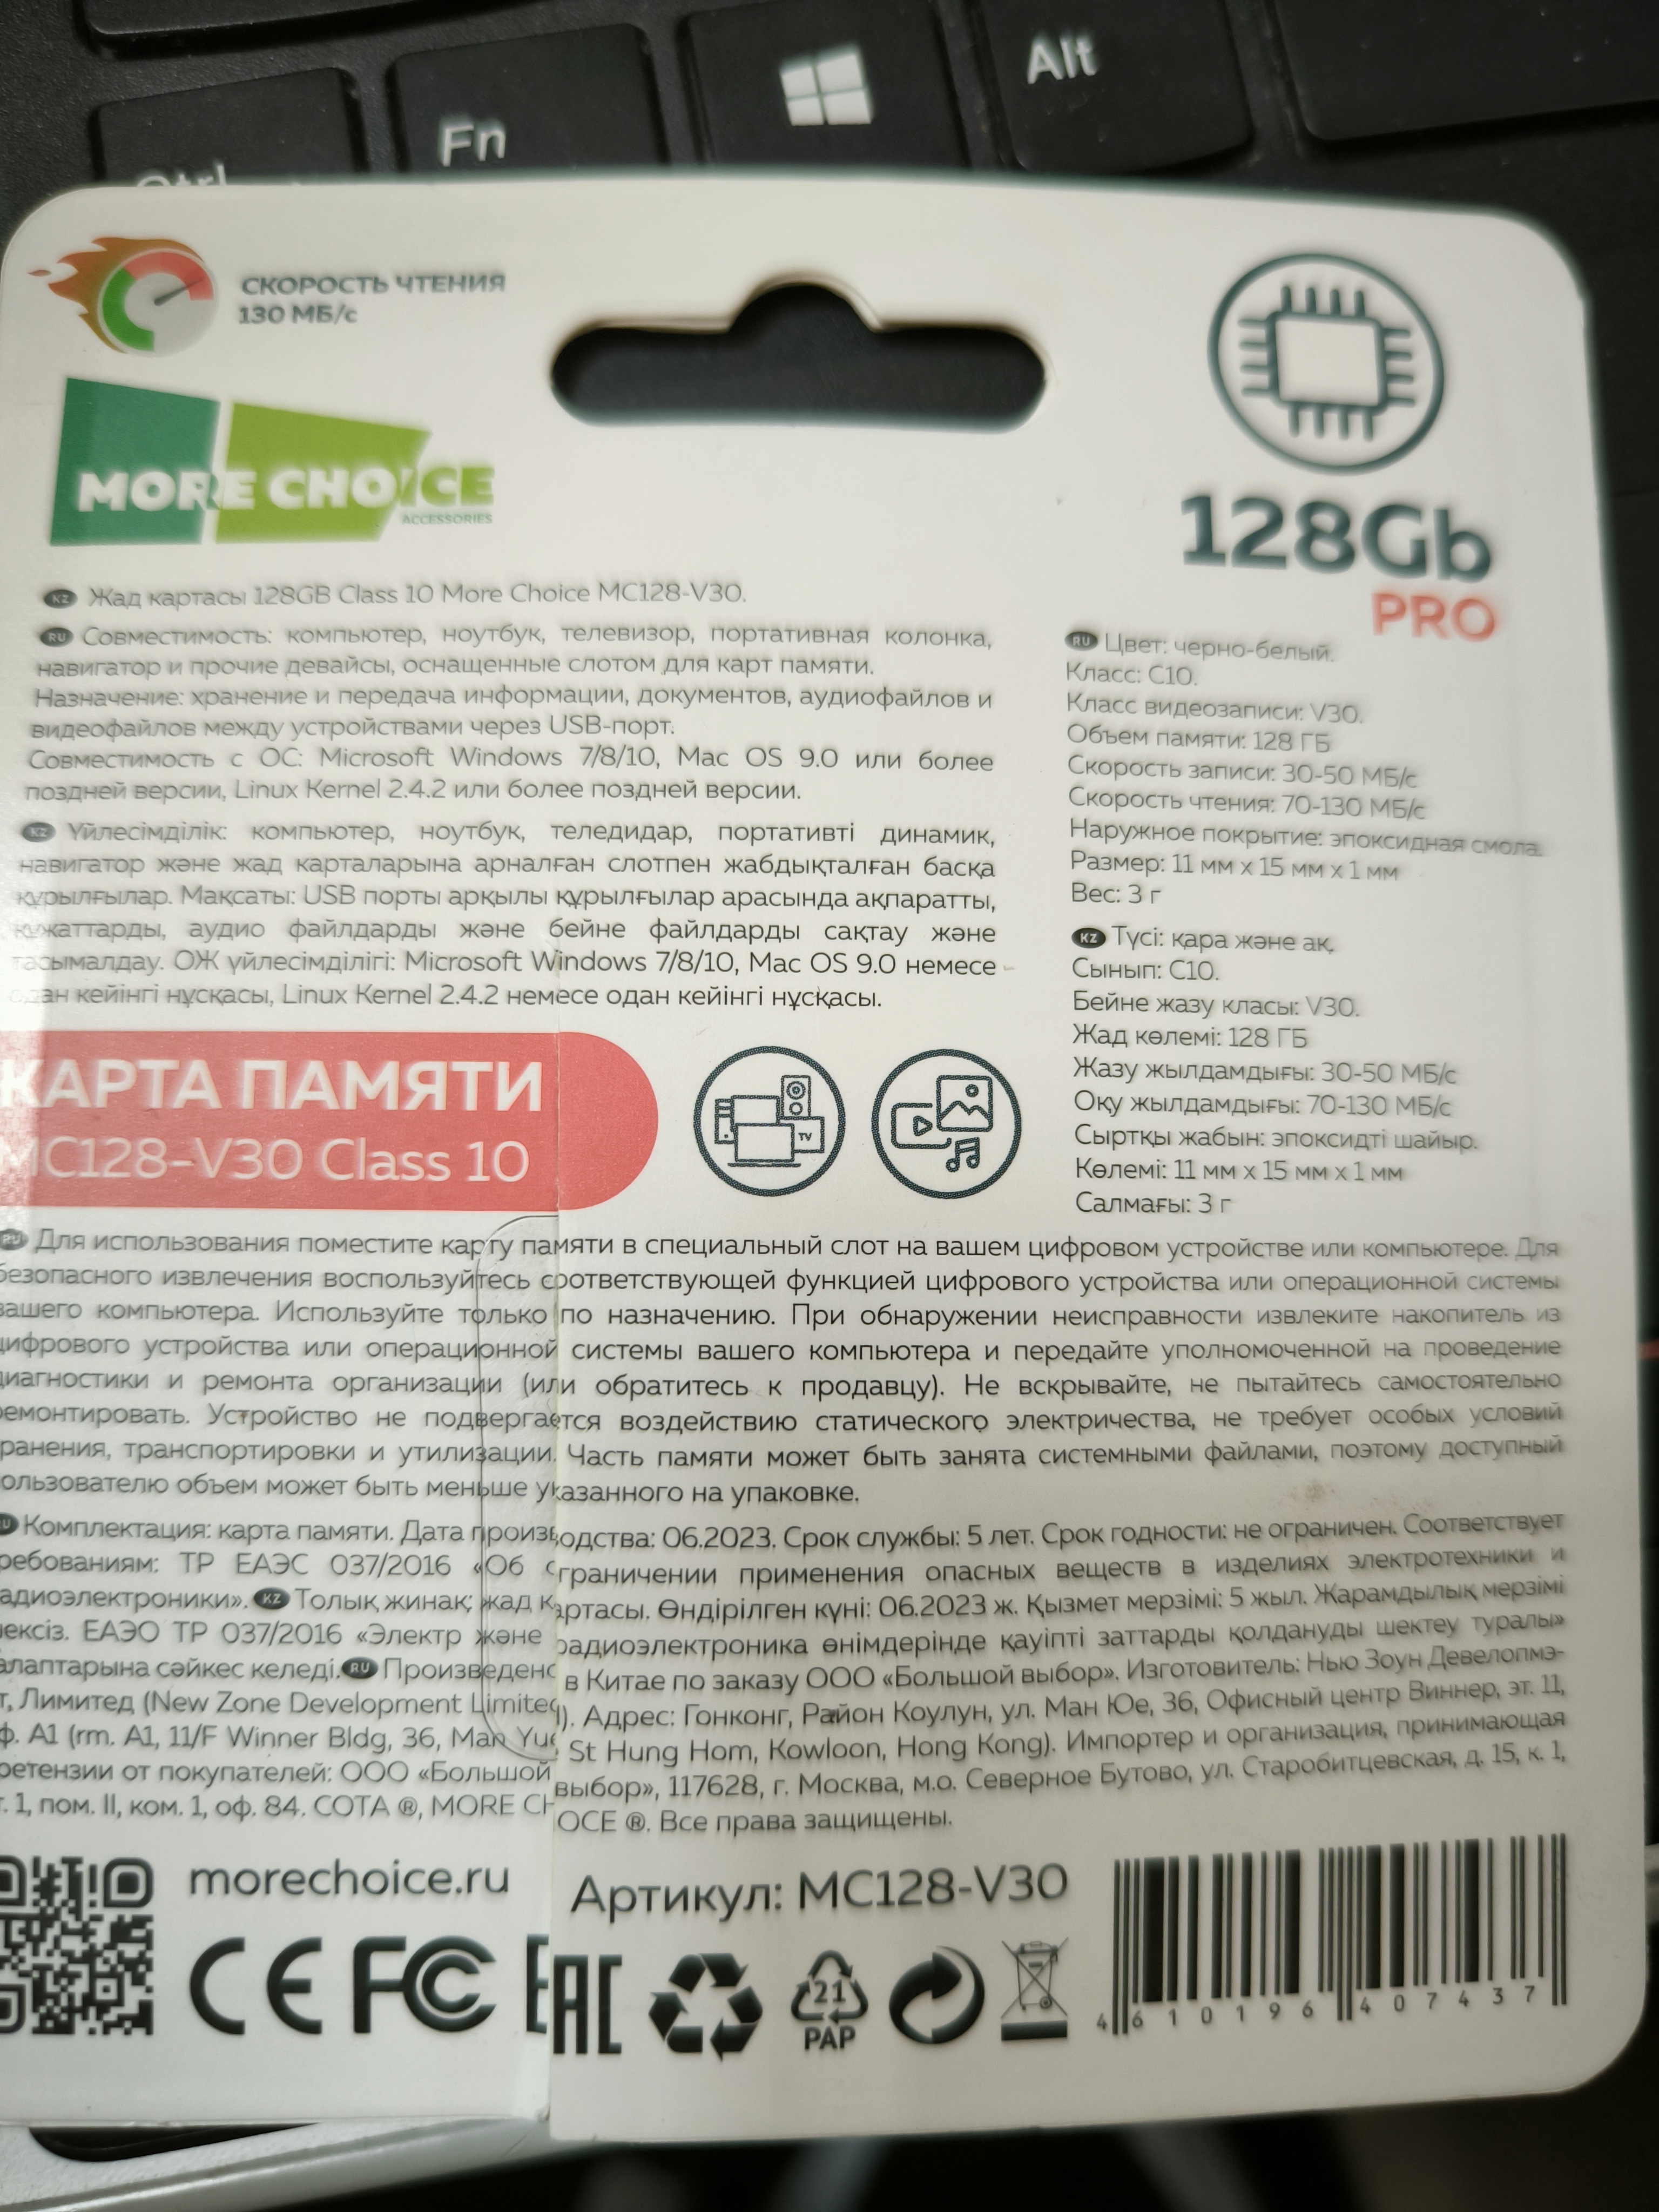 Alt
Fn
Ctrl
СКОРОСТЬ ЧТЕНИЯ
130 МБ/с
MORE CHOICE
ACCESSORIES
128Gb
PRO
KZ Жад картасы 128GB Class 10 More Choice MC128-V30.
RU Совместимость: компьютер, ноутбук, телевизор, портативная колонка,
навигатор и прочие девайсы, оснащенные слотом для карт памяти.
Назначение: хранение и передача информации, документов, аудиофайлов и
видеофайлов между устройствами через USB-порт.
Совместимость с ОС: Microsoft Windows 7/8/10, Mac OS 9.0 или более
поздней версии, Linux Kernel 2.4.2 или более поздней версии.
KZ Үйлесімділік: компьютер, ноутбук, теледидар, портативті динамик,
навигатор және жад карталарына арналған слотпен жабдықталған басқа
құрылғылар. Мақсаты: USB порты арқылы құрылғылар арасында ақпаратты,
құжаттарды, аудио файлдарды және бейне файлдарды сақтау және
тасымалдау. ОЖ үйлесімділігі: Microsoft Windows 7/8/10, Mac OS 9.0 немесе
одан кейінгі нұсқасы, Linux Kernel 2.4.2 немесе одан кейінгі нұсқасы.
RU Цвет: черно-белый.
Класс: C10.
Класс видеозаписи: V30.
Объем памяти: 128 ГБ
Скорость записи: 30-50 МБ/с
Скорость чтения: 70-130 МБ/с
Наружное покрытие: эпоксидная смола.
Размер: 11 мм x 15 мм x 1 мм
Вес: 3 г
KZ Түсі: қара және ақ.
Сынып: C10.
Бейне жазу класы: V30.
Жад көлемі: 128 ГБ
Жазу жылдамдығы: 30-50 МБ/с
Оқу жылдамдығы: 70-130 МБ/с
Сыртқы жабын: эпоксидті шайыр.
Көлемі: 11 мм x 15 мм x 1 мм
Салмағы: 3 г
КАРТА ПАМЯТИ
MC128-V30 Class 10
TV
RU Для использования поместите карту памяти в специальный слот на вашем цифровом устройстве или компьютере. Для
безопасного извлечения воспользуйтесь соответствующей функцией цифрового устройства или операционной системы
вашего компьютера. Используйте только по назначению. При обнаружении неисправности извлеките накопитель из
цифрового устройства или операционной системы вашего компьютера и передайте уполномоченной на проведение
диагностики и ремонта организации (или обратитесь к продавцу). Не вскрывайте, не пытайтесь самостоятельно
ремонтировать. Устройство не подвергается воздействию статического электричества, не требует особых условий
хранения, транспортировки и утилизации. Часть памяти может быть занята системными файлами, поэтому доступный
пользователю объем может быть меньше указанного на упаковке.
RU Комплектация: карта памяти. Дата производства: 06.2023. Срок службы: 5 лет. Срок годности: не ограничен. Соответствует
требованиям: ТР ЕАЭС 037/2016 «Об ограничении применения опасных веществ в изделиях электротехники и
радиоэлектроники». KZ Толық жинақ: жад картасы. Өндірілген күні: 06.2023 ж. Қызмет мерзімі: 5 жыл. Жарамдылық мерзімі
шексіз. ЕАЭО ТР 037/2016 «Электр және радиоэлектроника өнімдерінде қауіпті заттарды қолдануды шектеу туралы»
талаптарына сәйкес келеді. RU Произведено в Китае по заказу ООО «Большой выбор». Изготовитель: Нью Зоун Девелопмэ-
т, Лимитед (New Zone Development Limited). Адрес: Гонконг, Район Коулун, ул. Ман Юе, 36, Офисный центр Виннер, эт. 11,
оф. A1 (rm. A1, 11/F Winner Bldg, 36, Man Yue St Hung Hom, Kowloon, Hong Kong). Импортер и организация, принимающая
претензии от покупателей: ООО «Большой выбор», 117628, г. Москва, м.о. Северное Бутово, ул. Старобитцевская, д. 15, к. 1,
т. 1, пом. II, ком. 1, оф. 84. COTA ®, MORE CHOCE ®. Все права защищены.
morechoice.ru
Артикул: MC128-V30
CE FC EAC
21
PAP
4 610196 407437